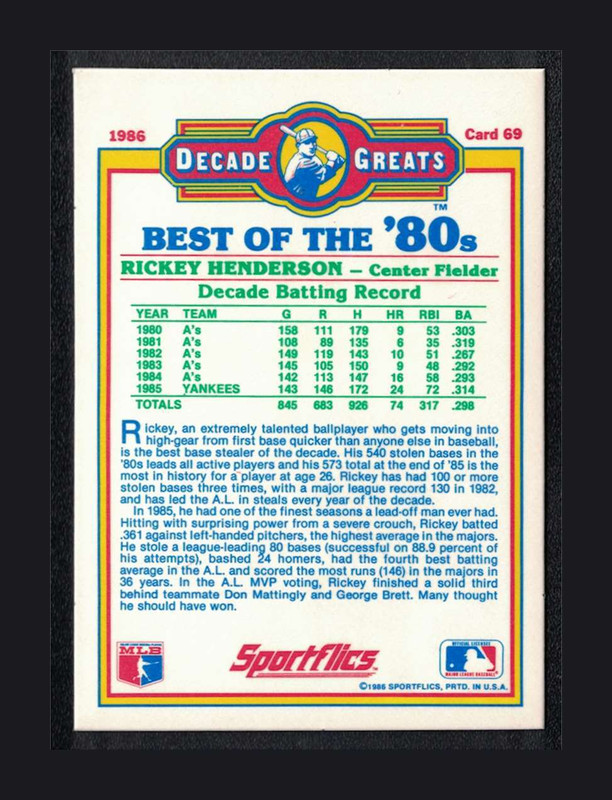 1986
Card 69
DECADE GREATS
TM
BEST OF THE '80s
RICKEY HENDERSON – Center Fielder
Decade Batting Record
YEAR TEAM G R H HR RBI BA
1980 A's 158 111 179 9 53 .303
1981 A's 108 89 135 6 35 .319
1982 A's 149 119 143 10 51 .267
1983 A's 145 105 150 9 48 .292
1984 A's 142 113 147 16 58 .293
1985 YANKEES 143 146 172 24 72 .314
TOTALS 845 683 926 74 317 .298
Rickey, an extremely talented ballplayer who gets moving into
high-gear from first base quicker than anyone else in baseball,
is the best base stealer of the decade. His 540 stolen bases in the
'80s leads all active players and his 573 total at the end of '85 is the
most in history for a player at age 26. Rickey has had 100 or more
stolen bases three times, with a major league record 130 in 1982,
and has led the A.L. in steals every year of the decade.
In 1985, he had one of the finest seasons a lead-off man ever had.
Hitting with surprising power from a severe crouch, Rickey batted
.361 against left-handed pitchers, the highest average in the majors.
He stole a league-leading 80 bases (successful on 88.9 percent of
his attempts), bashed 24 homers, had the fourth best batting
average in the A.L. and scored the most runs (146) in the majors in
36 years. In the A.L. MVP voting, Rickey finished a solid third
behind teammate Don Mattingly and George Brett. Many thought
he should have won.
MLB
Sportflics
OFFICIAL LICENSEE
MAJOR LEAGUE BASEBALL
©1986 SPORTFLICS, PRTD. IN U.S.A.